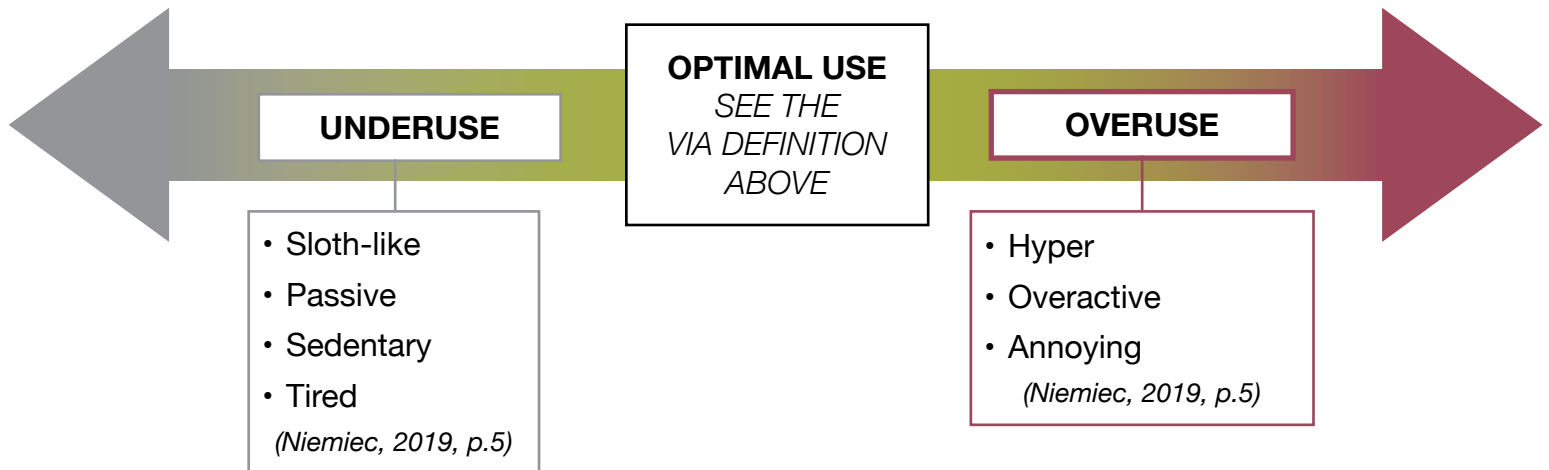 OPTIMAL USE
SEE THE
VIA DEFINITION
ABOVE
UNDERUSE
• Sloth-like
• Passive
• Sedentary
• Tired
(Niemiec, 2019, p.5)
OVERUSE
• Hyper
• Overactive
• Annoying
(Niemiec, 2019, p.5)